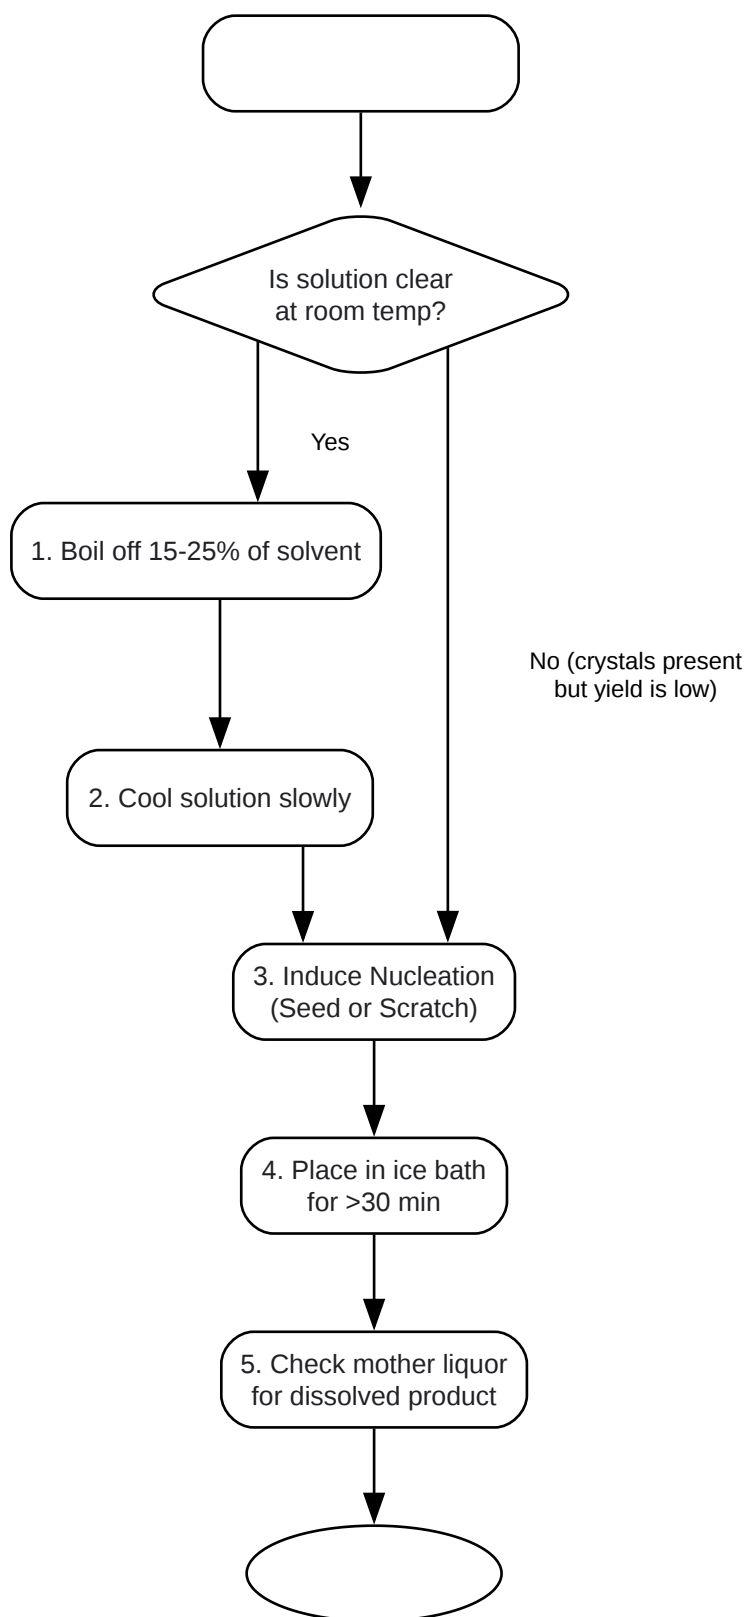 Is solution clear
at room temp?
Yes
1. Boil off 15-25% of solvent
No (crystals present
but yield is low)
2. Cool solution slowly
3. Induce Nucleation
(Seed or Scratch)
4. Place in ice bath
for >30 min
5. Check mother liquor
for dissolved product